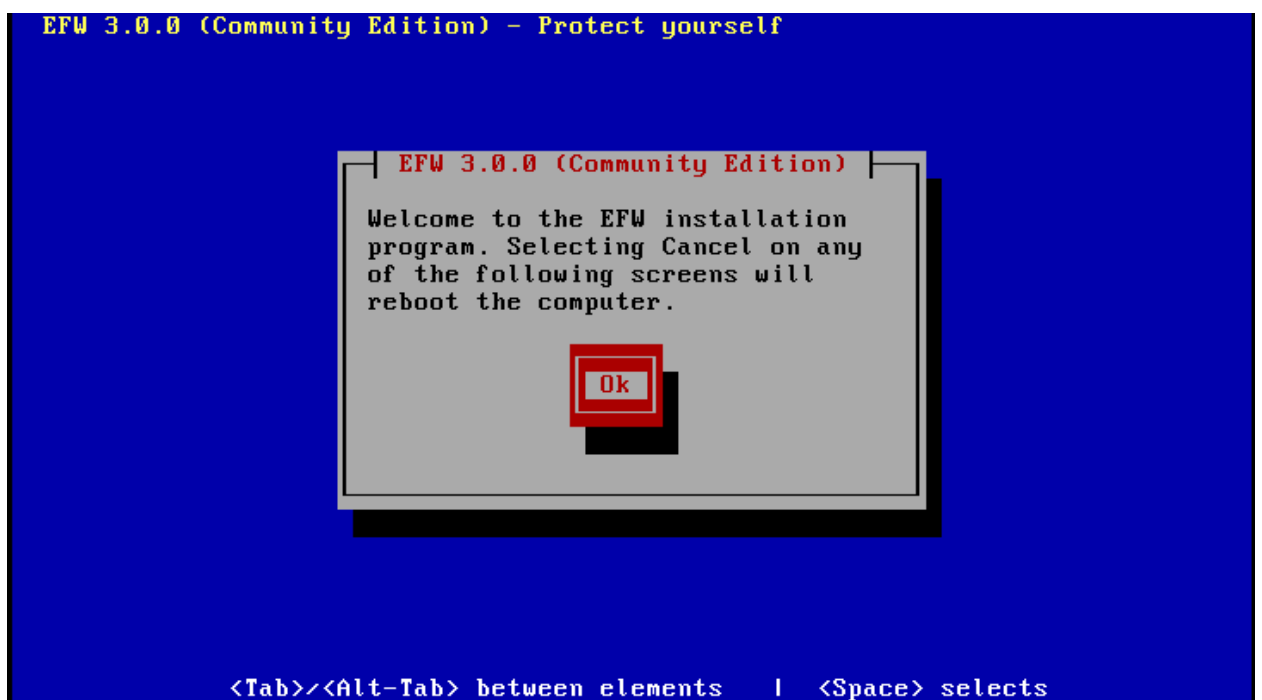 EFW 3.0.0 (Community Edition) - Protect yourself
EFW 3.0.0 (Community Edition)
Welcome to the EFW installation
program. Selecting Cancel on any
of the following screens will
reboot the computer.
Ok
<Tab>/<Alt-Tab> between elements | <Space> selects